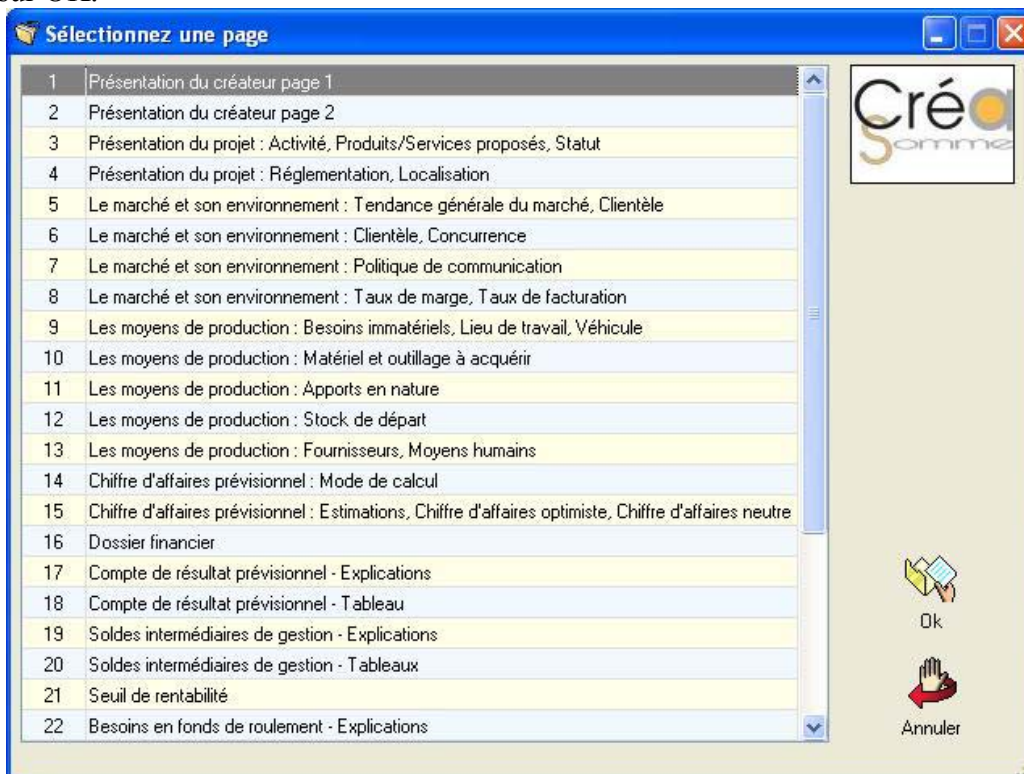 Sélectionnez une page
1 Présentation du créateur page 1
2 Présentation du créateur page 2
3 Présentation du projet : Activité, Produits/Services proposés, Statut
4 Présentation du projet : Réglementation, Localisation
5 Le marché et son environnement : Tendance générale du marché, Clientèle
6 Le marché et son environnement : Clientèle, Concurrence
7 Le marché et son environnement : Politique de communication
8 Le marché et son environnement : Taux de marge, Taux de facturation
9 Les moyens de production : Besoins immatériels, Lieu de travail, Véhicule
10 Les moyens de production : Matériel et outillage à acquérir
11 Les moyens de production : Apports en nature
12 Les moyens de production : Stock de départ
13 Les moyens de production : Fournisseurs, Moyens humains
14 Chiffre d'affaires prévisionnel : Mode de calcul
15 Chiffre d'affaires prévisionnel : Estimations, Chiffre d'affaires optimiste, Chiffre d'affaires neutre
16 Dossier financier
17 Compte de résultat prévisionnel - Explications
18 Compte de résultat prévisionnel - Tableau
19 Soldes intermédiaires de gestion - Explications
20 Soldes intermédiaires de gestion - Tableaux
21 Seuil de rentabilité
22 Besoins en fonds de roulement - Explications
Créa
Somme
Ok
Annuler